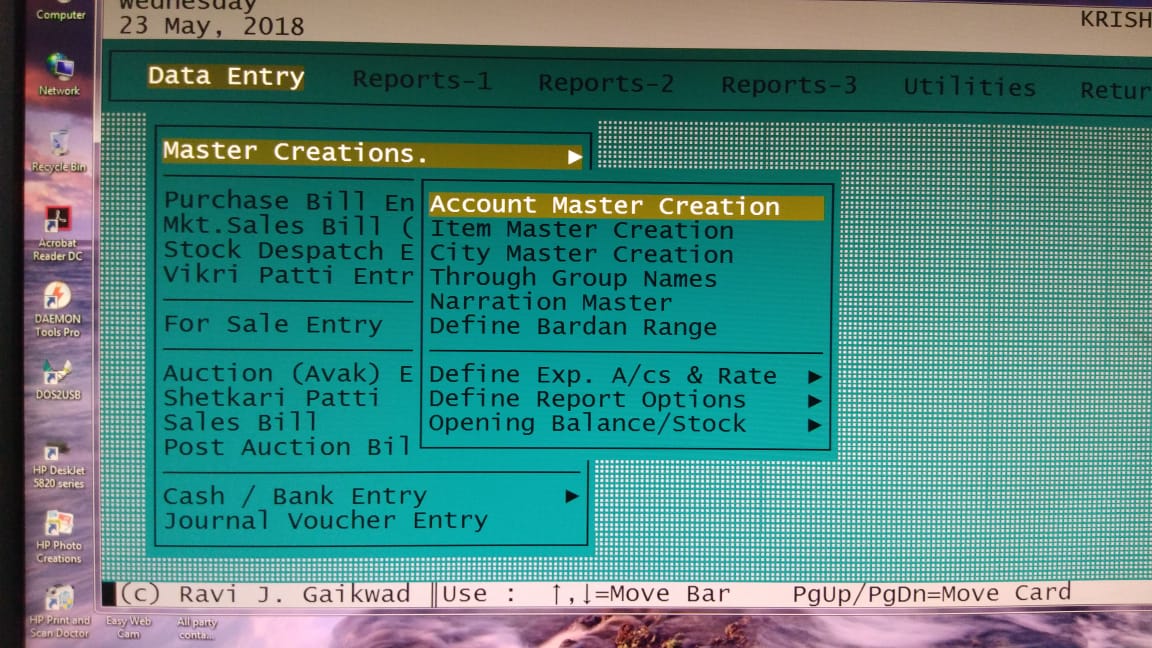 Computer
Network
Recycle Bin
Acrobat
Reader DC
DAEMON
Tools Pro
DOS2USB
HP Deskjet
5820 series
HP Photo
Creations
HP Print and
Scan Doctor
Easy Web
Cam
All party
conta...
Wednesday
23 May, 2018
KRISH
Data Entry Reports-1 Reports-2 Reports-3 Utilities Retur
Master Creations.
Purchase Bill En
Mkt.Sales Bill (
Stock Despatch E
Vikri Patti Entr
For Sale Entry
Auction (Avak) E
Shetkari Patti
Sales Bill
Post Auction Bil
Cash / Bank Entry
Journal Voucher Entry
Account Master Creation
Item Master Creation
City Master Creation
Through Group Names
Narration Master
Define Bardan Range
Define Exp. A/cs & Rate
Define Report Options
Opening Balance/Stock
(c) Ravi J. Gaikwad ║Use : ↑,↓=Move Bar PgUp/PgDn=Move Card